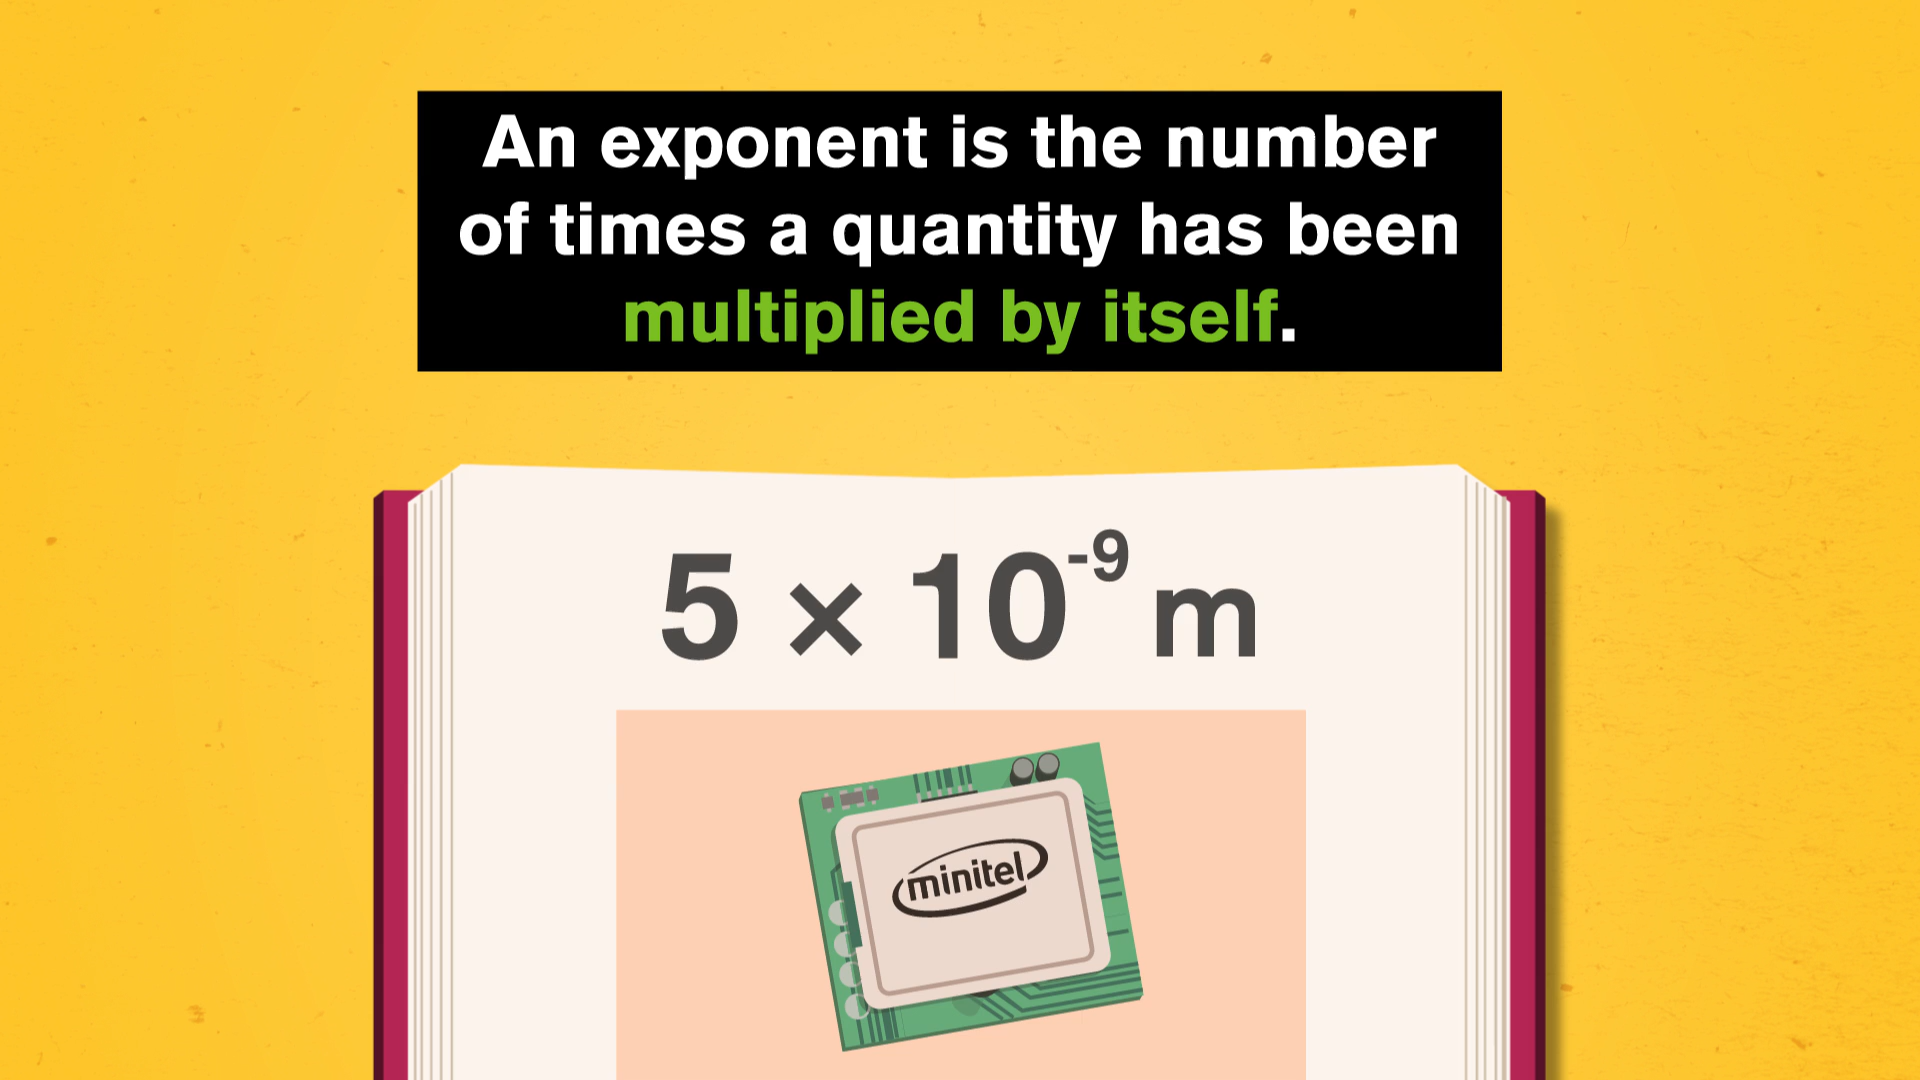 An exponent is the number
of times a quantity has been
multiplied by itself.
5 × 10⁻⁹ m
minitel